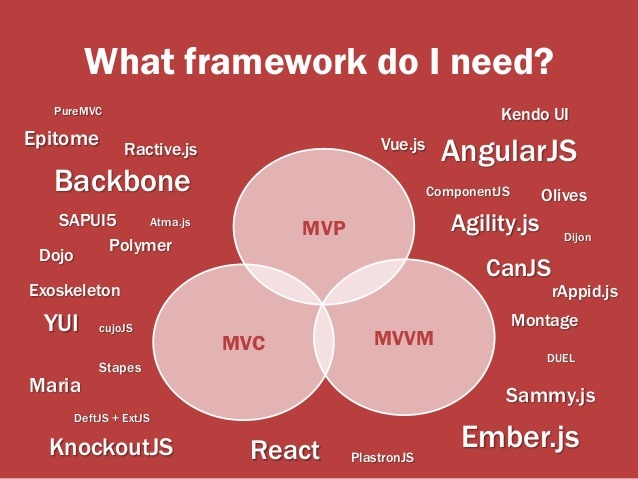 What framework do I need?
PureMVC
Kendo UI
Epitome
Ractive.js
Vue.js
AngularJS
Backbone
ComponentJS
Olives
SAPUI5
Atma.js
MVP
Agility.js
Dijon
Dojo
Polymer
CanJS
Exoskeleton
rAppid.js
YUI
cujoJS
MVC
MVVM
Montage
Stapes
DUEL
Maria
Sammy.js
DeftJS + ExtJS
KnockoutJS
React
PlastronJS
Ember.js